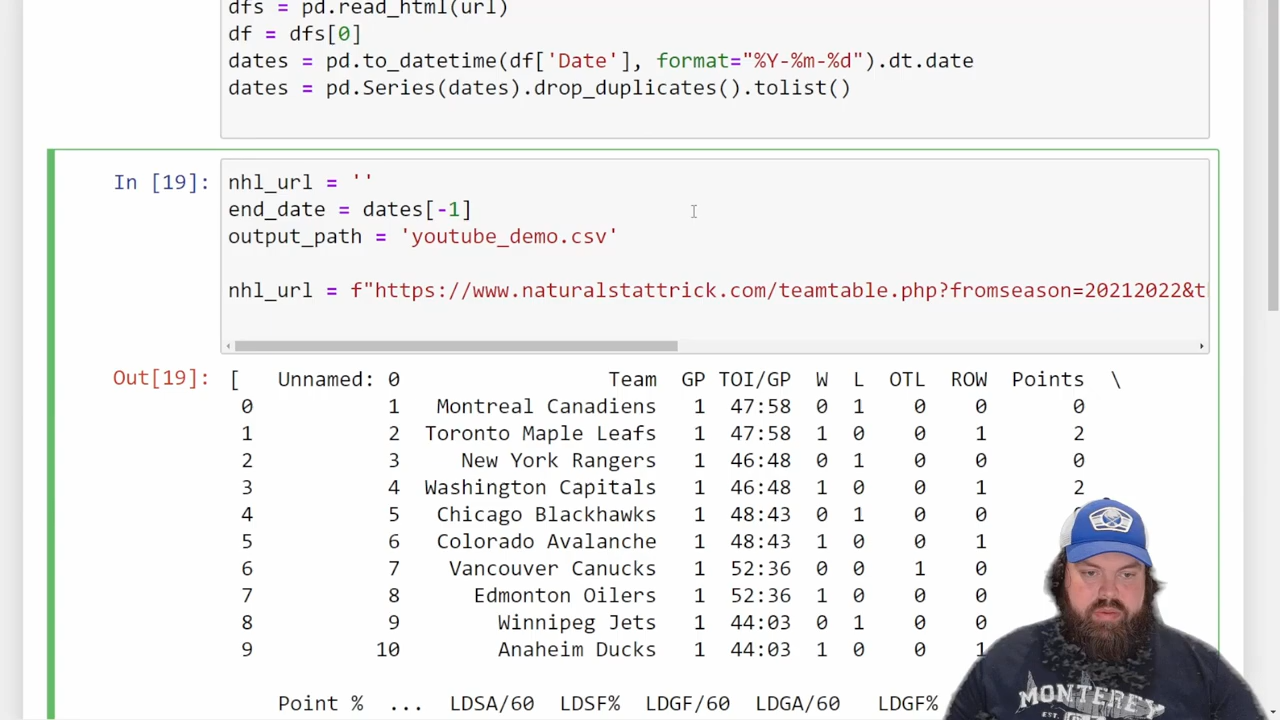 dfs = pd.read_html(url)
df = dfs[0]
dates = pd.to_datetime(df['Date'], format="%Y-%m-%d").dt.date
dates = pd.Series(dates).drop_duplicates().tolist()
In [19]: nhl_url = ''
end_date = dates[-1]
output_path = 'youtube_demo.csv'
nhl_url = f"https://www.naturalstattrick.com/teamtable.php?fromseason=20212022&t
Out[19]: [ Unnamed: 0 Team GP TOI/GP W L OTL ROW Points \
0 1 Montreal Canadiens 1 47:58 0 1 0 0 0
1 2 Toronto Maple Leafs 1 47:58 1 0 0 1 2
2 3 New York Rangers 1 46:48 0 1 0 0 0
3 4 Washington Capitals 1 46:48 1 0 0 1 2
4 5 Chicago Blackhawks 1 48:43 0 1 0 0
5 6 Colorado Avalanche 1 48:43 1 0 0 1
6 7 Vancouver Canucks 1 52:36 0 0 1 0
7 8 Edmonton Oilers 1 52:36 1 0 0 0
8 9 Winnipeg Jets 1 44:03 0 1 0 0
9 10 Anaheim Ducks 1 44:03 1 0 0 1
Point % ... LDSA/60 LDSF% LDGF/60 LDGA/60 LDGF%
MONTEREY